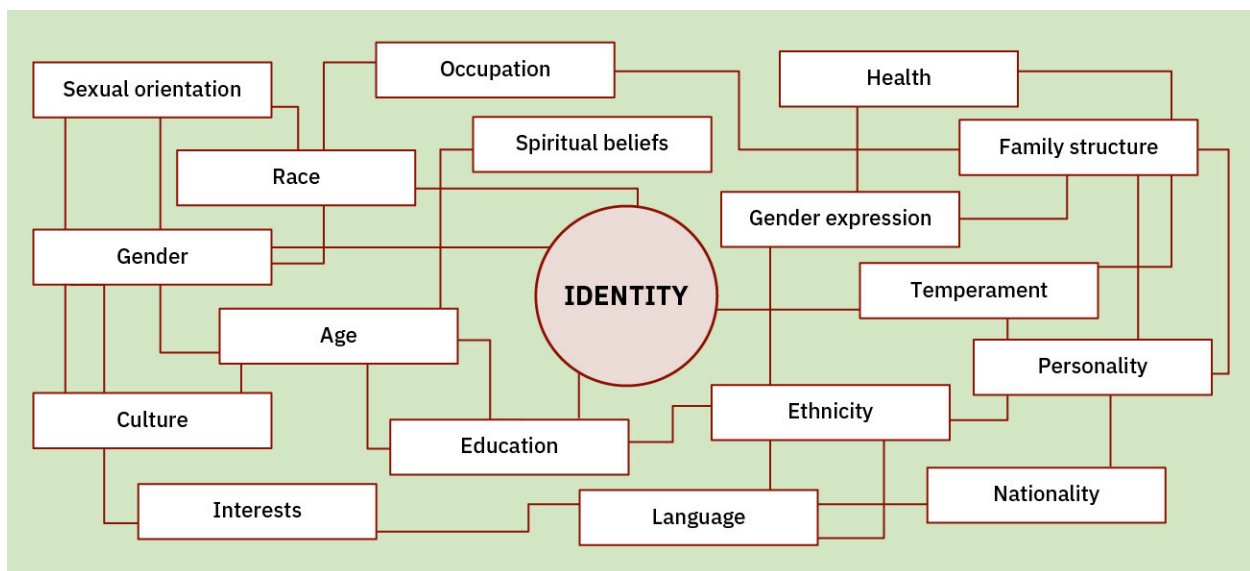 Occupation
Health
Sexual orientation
Spiritual beliefs
Family structure
Race
Gender expression
Gender
IDENTITY
Temperament
Age
Personality
Culture
Ethnicity
Education
Interests
Language
Nationality